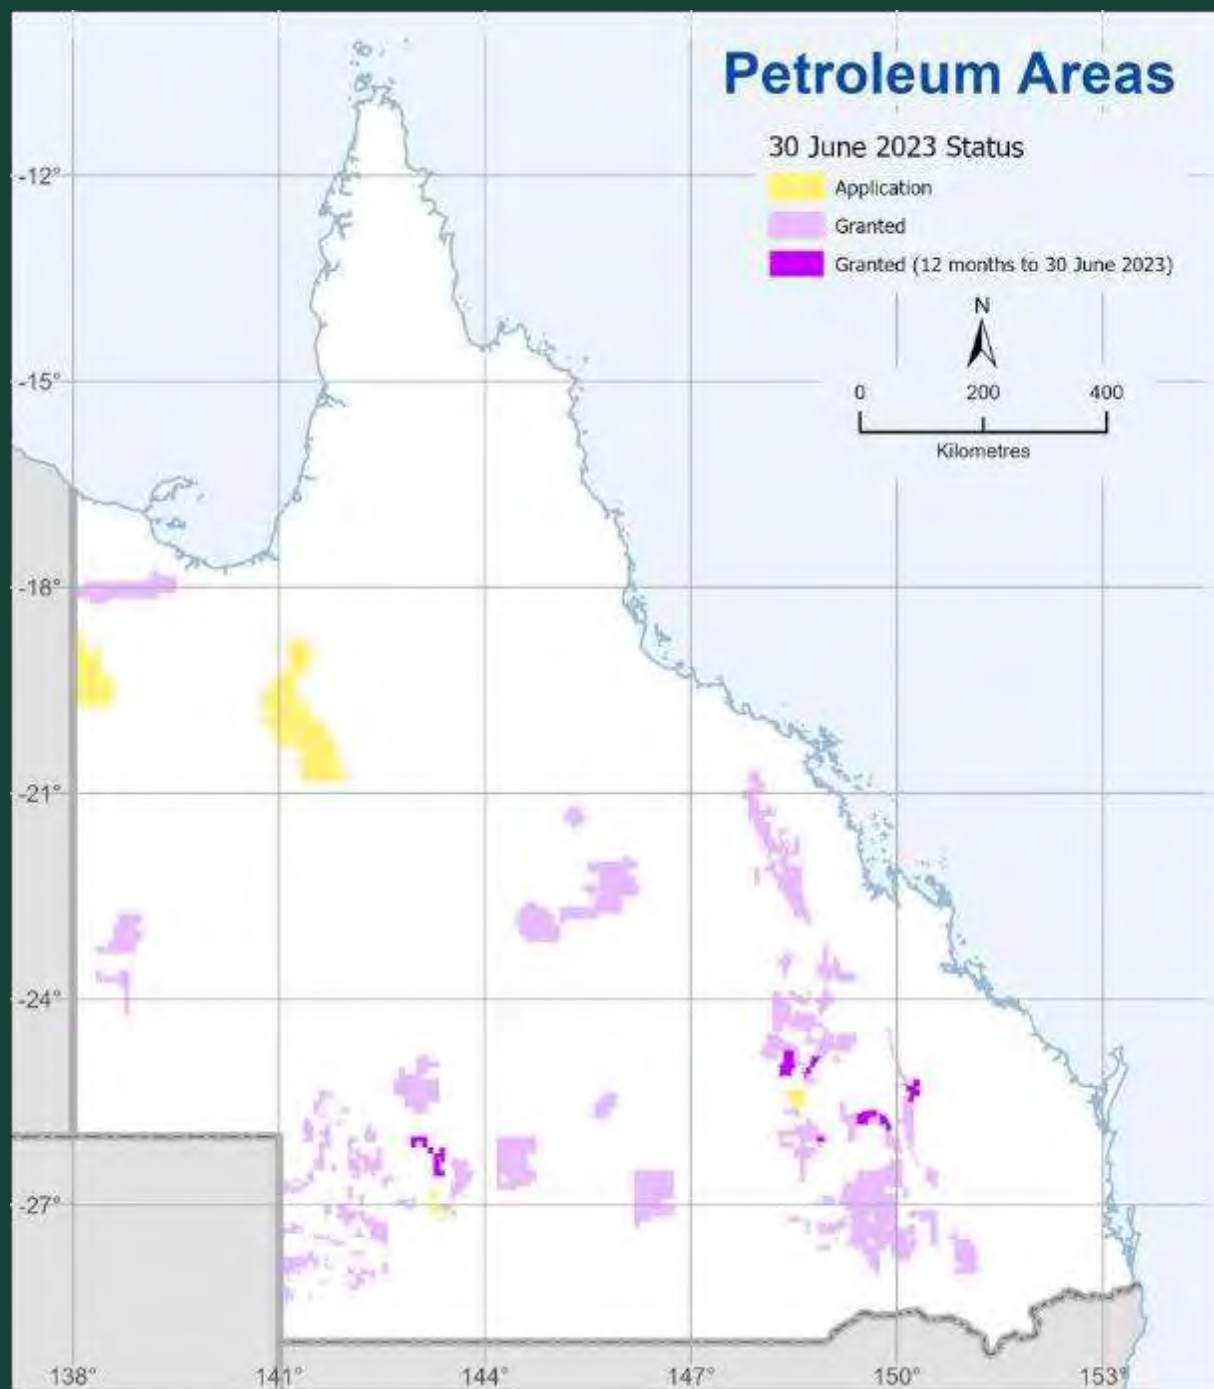 Petroleum Areas
30 June 2023 Status
Application
Granted
Granted (12 months to 30 June 2023)
N
0 200 400
Kilometres
-12°
-15°
-18°
-21°
-24°
-27°
138° 141° 144° 147° 150° 153°